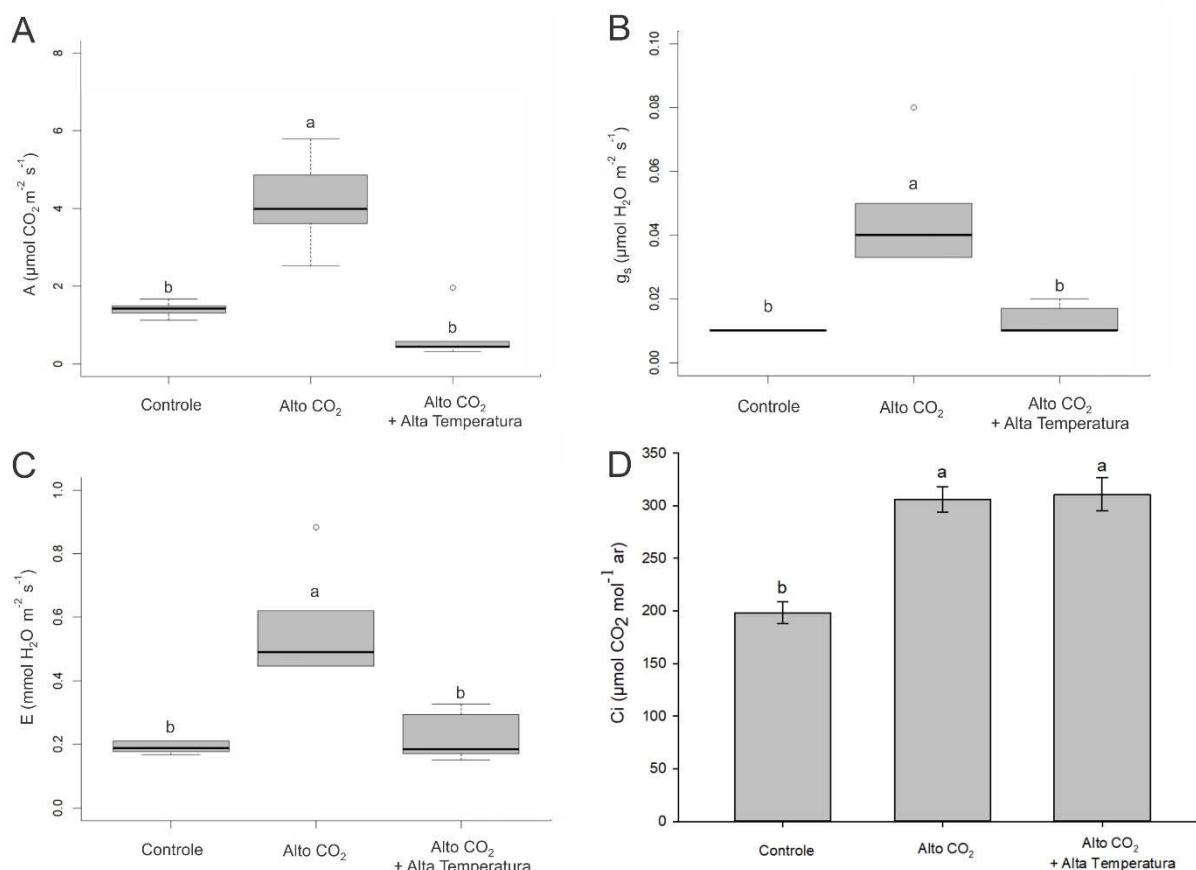 A
A (µmol CO₂ m⁻² s⁻¹)
8
6
4
2
0
b
a
b
Controle
Alto CO₂
Alto CO₂
+ Alta Temperatura
B
gₛ (µmol H₂O m⁻² s⁻¹)
0.10
0.08
0.06
0.04
0.02
0.00
b
a
b
Controle
Alto CO₂
Alto CO₂
+ Alta Temperatura
C
E (mmol H₂O m⁻² s⁻¹)
1.0
0.8
0.6
0.4
0.2
0.0
b
a
b
Controle
Alto CO₂
Alto CO₂
+ Alta Temperatura
D
Ci (µmol CO₂ mol⁻¹ ar)
350
300
250
200
150
100
50
0
b
a
a
Controle
Alto CO₂
Alto CO₂
+ Alta Temperatura